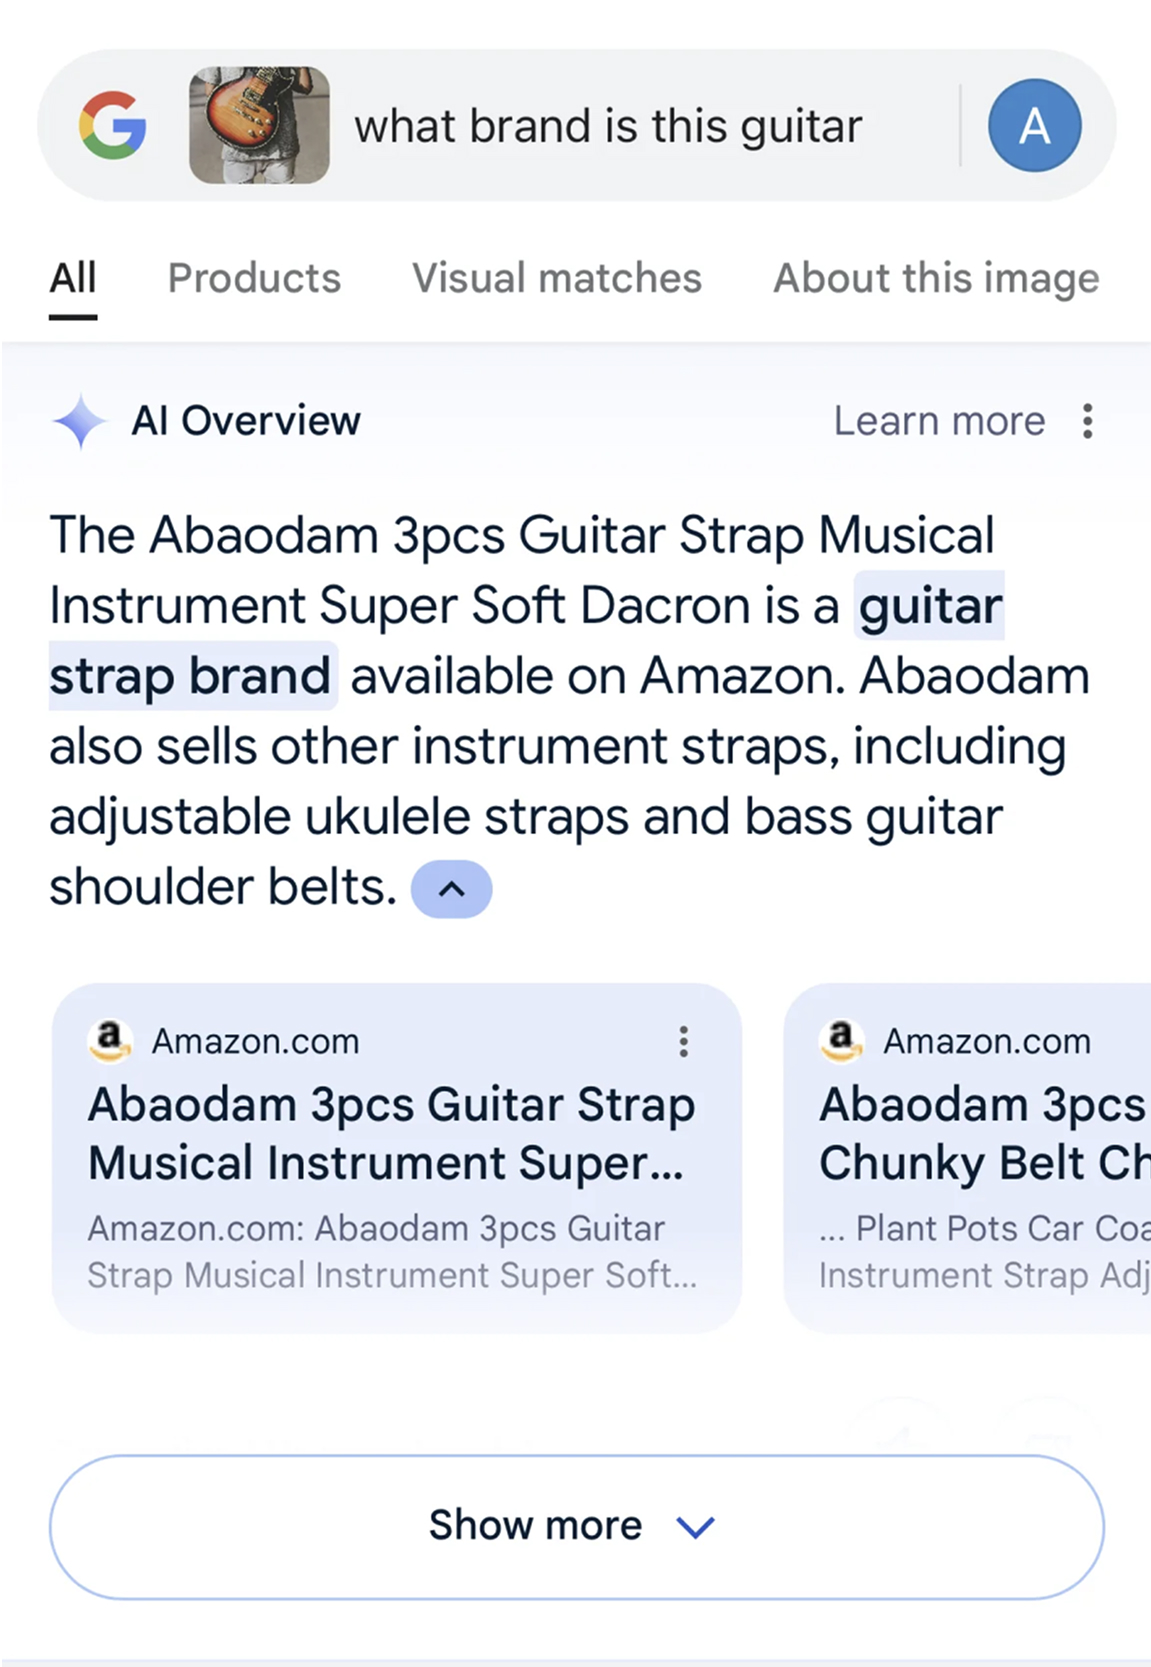 what brand is this guitar
A
All Products Visual matches About this image
AI Overview Learn more
The Abaodam 3pcs Guitar Strap Musical
Instrument Super Soft Dacron is a guitar
strap brand available on Amazon. Abaodam
also sells other instrument straps, including
adjustable ukulele straps and bass guitar
shoulder belts.
Amazon.com
Abaodam 3pcs Guitar Strap
Musical Instrument Super...
Amazon.com: Abaodam 3pcs Guitar
Strap Musical Instrument Super Soft...
Amazon.com
Abaodam 3pcs
Chunky Belt Ch
... Plant Pots Car Coa
Instrument Strap Adj
Show more